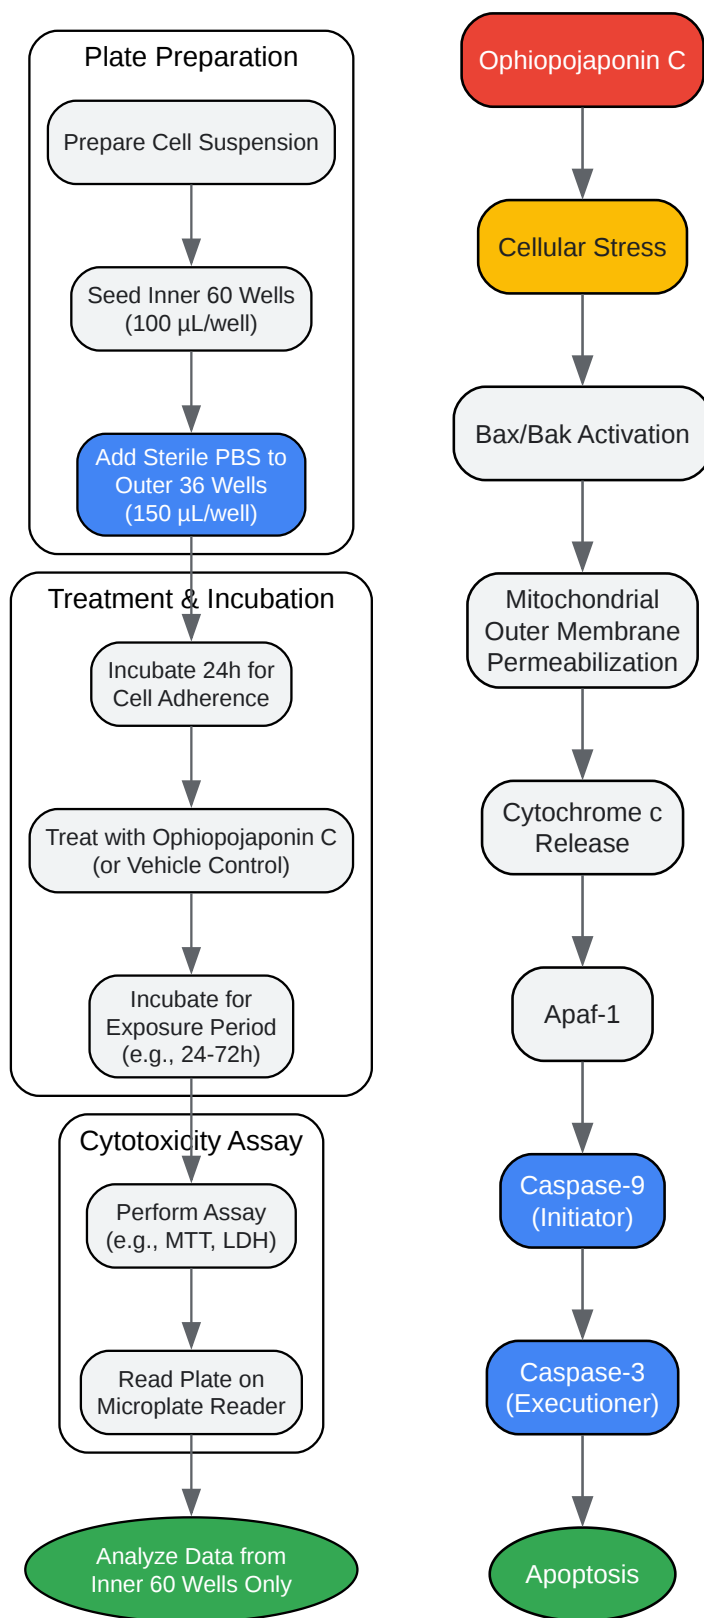 Plate Preparation
Prepare Cell Suspension
Seed Inner 60 Wells
(100 µL/well)
Add Sterile PBS to
Outer 36 Wells
(150 µL/well)
Treatment & Incubation
Incubate 24h for
Cell Adherence
Treat with Ophiopojaponin C
(or Vehicle Control)
Incubate for
Exposure Period
(e.g., 24-72h)
Cytotoxicity Assay
Perform Assay
(e.g., MTT, LDH)
Read Plate on
Microplate Reader
Analyze Data from
Inner 60 Wells Only
Ophiopojaponin C
Cellular Stress
Bax/Bak Activation
Mitochondrial
Outer Membrane
Permeabilization
Cytochrome c
Release
Apaf-1
Caspase-9
(Initiator)
Caspase-3
(Executioner)
Apoptosis